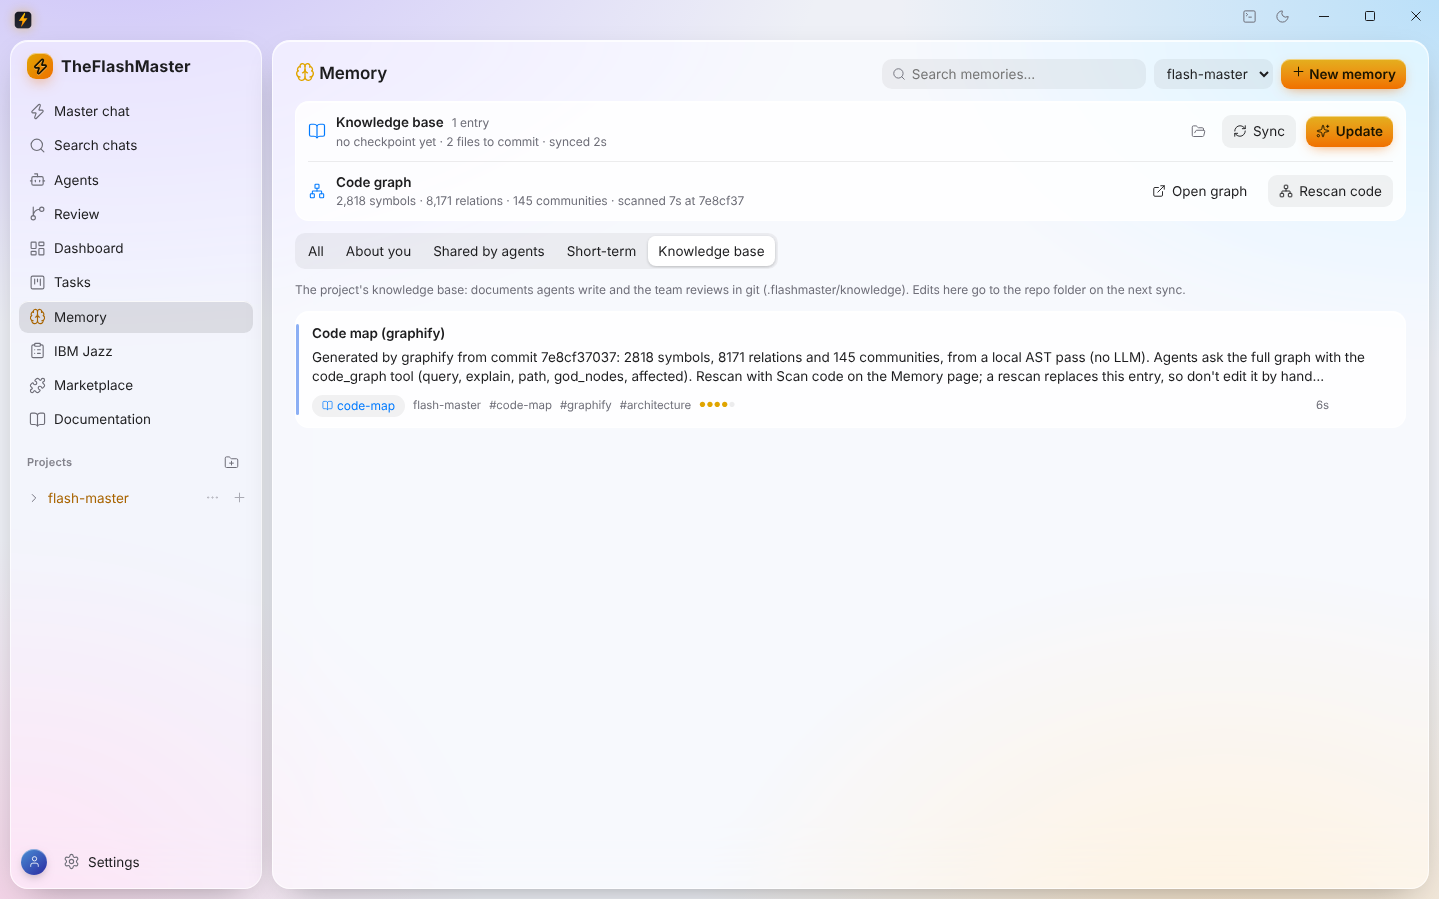 TheFlashMaster
Master chat
Search chats
Agents
Review
Dashboard
Tasks
Memory
IBM Jazz
Marketplace
Documentation
Projects
flash-master
Settings
Memory
Search memories...
flash-master
New memory
Knowledge base 1 entry
no checkpoint yet · 2 files to commit · synced 2s
Sync
Update
Code graph
2,818 symbols · 8,171 relations · 145 communities · scanned 7s at 7e8cf37
Open graph
Rescan code
All
About you
Shared by agents
Short-term
Knowledge base
The project's knowledge base: documents agents write and the team reviews in git (.flashmaster/knowledge). Edits here go to the repo folder on the next sync.
Code map (graphify)
Generated by graphify from commit 7e8cf37037: 2818 symbols, 8171 relations and 145 communities, from a local AST pass (no LLM). Agents ask the full graph with the
code_graph tool (query, explain, path, god_nodes, affected). Rescan with Scan code on the Memory page; a rescan replaces this entry, so don't edit it by hand...
code-map flash-master #code-map #graphify #architecture 6s